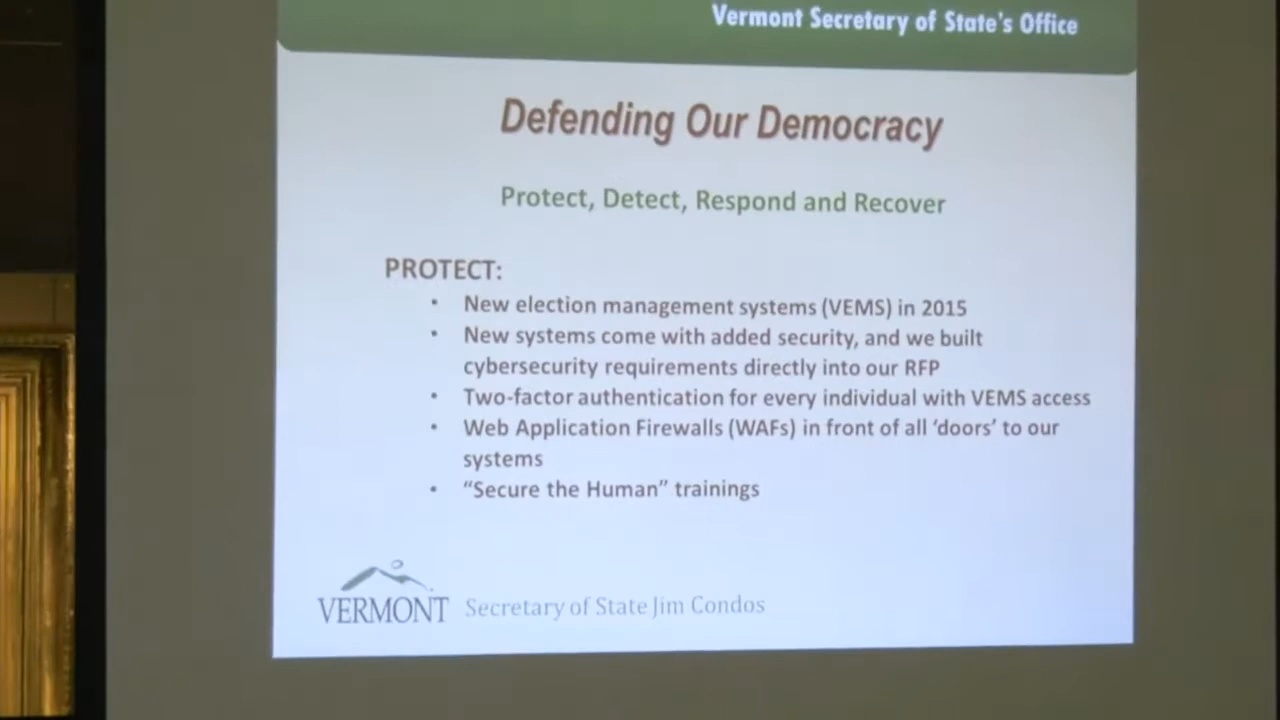 Vermont Secretary of State's Office
Defending Our Democracy
Protect, Detect, Respond and Recover
PROTECT:
• New election management systems (VEMS) in 2015
• New systems come with added security, and we built
cybersecurity requirements directly into our RFP
• Two-factor authentication for every individual with VEMS access
• Web Application Firewalls (WAFs) in front of all ‘doors’ to our
systems
• “Secure the Human” trainings
VERMONT Secretary of State Jim Condos